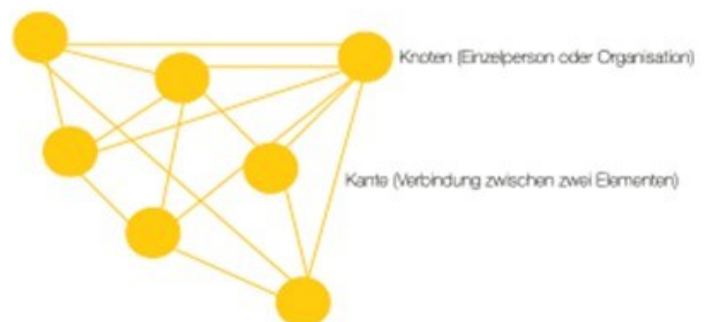 Knoten (Einzelperson oder Organisation)
Kante (Verbindung zwischen zwei Elementen)